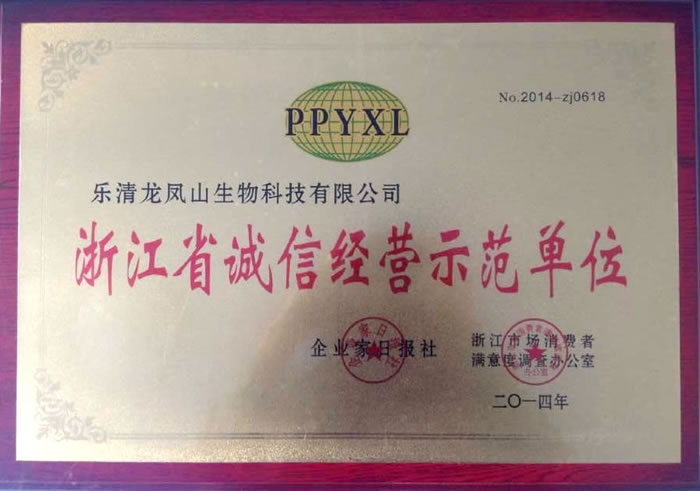 PPYXL
No.2014-zj0618
乐清龙凤山生物科技有限公司
浙江省诚信经营示范单位
企业家日报社
浙江市场消费者
满意度调查办公室
二〇一四年